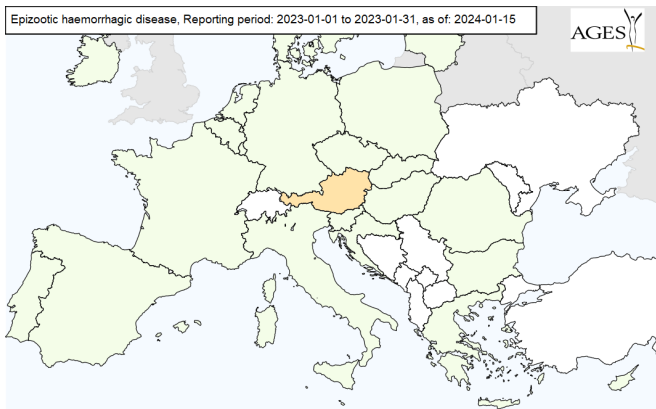 Epizootic haemorrhagic disease, Reporting period: 2023-01-01 to 2023-01-31, as of: 2024-01-15
AGES